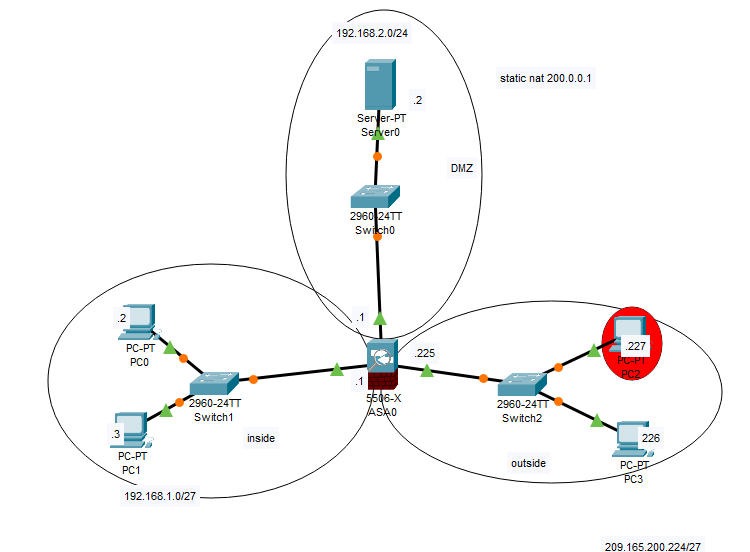 192.168.2.0/24
static nat 200.0.0.1
.2
Server-PT
Server0
DMZ
2960-24TT
Switch0
.1
.2
PC-PT
PC0
.225
.227
PC-PT
PC2
.1
5506-X
ASA0
2960-24TT
Switch1
2960-24TT
Switch2
.3
PC-PT
PC1
inside
226
PC-PT
PC3
outside
192.168.1.0/27
209.165.200.224/27